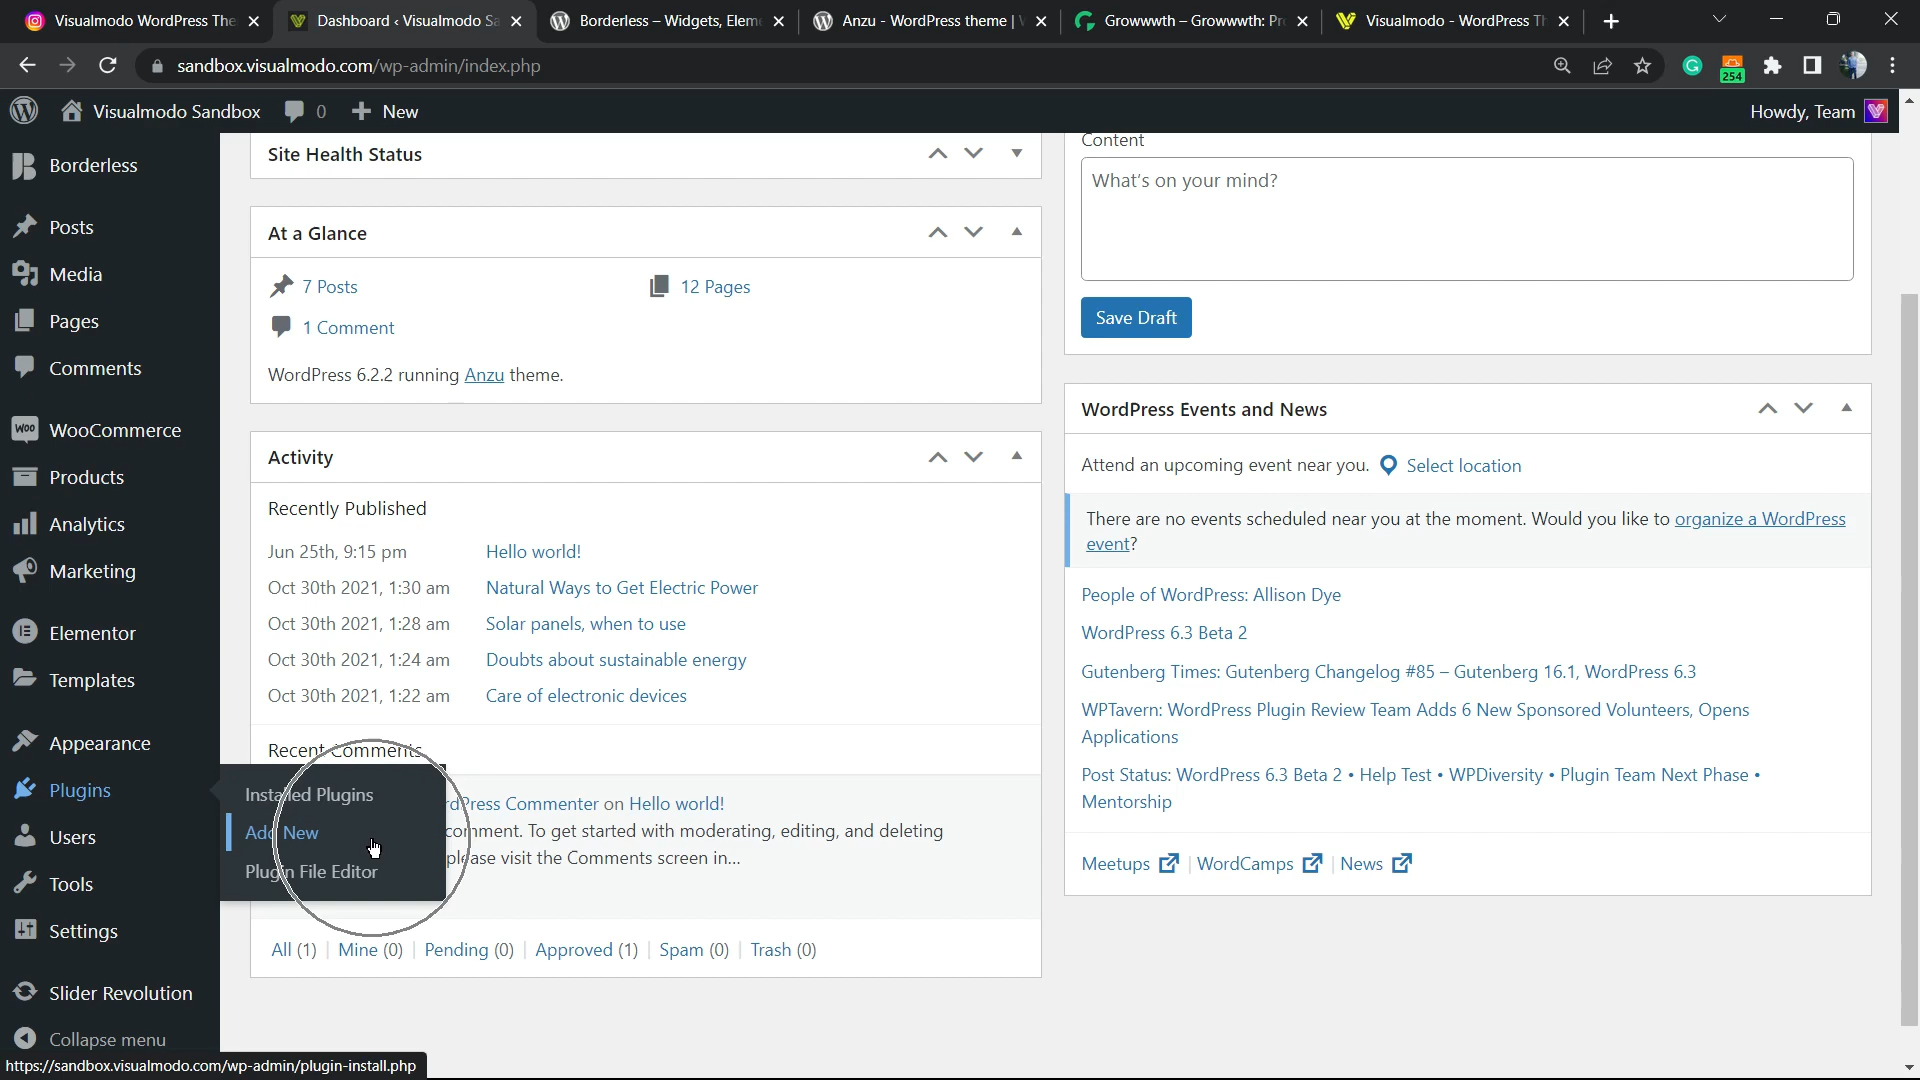 Visualmodo WordPress The
Dashboard ‹ Visualmodo Sa
Borderless – Widgets, Elem
Anzu - WordPress theme |
Growwwth – Growwwth: Pr
Visualmodo - WordPress Th
sandbox.visualmodo.com/wp-admin/index.php
254
Visualmodo Sandbox
0
New
Howdy, Team
Borderless
Posts
Media
Pages
Comments
WOO
WooCommerce
Products
Analytics
Marketing
Elementor
Templates
Appearance
Plugins
Users
Tools
Settings
Slider Revolution
Collapse menu
Installed Plugins
Add New
Plugin File Editor
Site Health Status
At a Glance
7 Posts
12 Pages
1 Comment
WordPress 6.2.2 running Anzu theme.
Activity
Recently Published
Jun 25th, 9:15 pm Hello world!
Oct 30th 2021, 1:30 am Natural Ways to Get Electric Power
Oct 30th 2021, 1:28 am Solar panels, when to use
Oct 30th 2021, 1:24 am Doubts about sustainable energy
Oct 30th 2021, 1:22 am Care of electronic devices
Recent Comments
rdPress Commenter on Hello world!
comment. To get started with moderating, editing, and deleting
please visit the Comments screen in...
All (1) | Mine (0) | Pending (0) | Approved (1) | Spam (0) | Trash (0)
Content
What's on your mind?
Save Draft
WordPress Events and News
Attend an upcoming event near you. Select location
There are no events scheduled near you at the moment. Would you like to organize a WordPress
event?
People of WordPress: Allison Dye
WordPress 6.3 Beta 2
Gutenberg Times: Gutenberg Changelog #85 – Gutenberg 16.1, WordPress 6.3
WPTavern: WordPress Plugin Review Team Adds 6 New Sponsored Volunteers, Opens
Applications
Post Status: WordPress 6.3 Beta 2 • Help Test • WPDiversity • Plugin Team Next Phase •
Mentorship
Meetups | WordCamps | News
https://sandbox.visualmodo.com/wp-admin/plugin-install.php